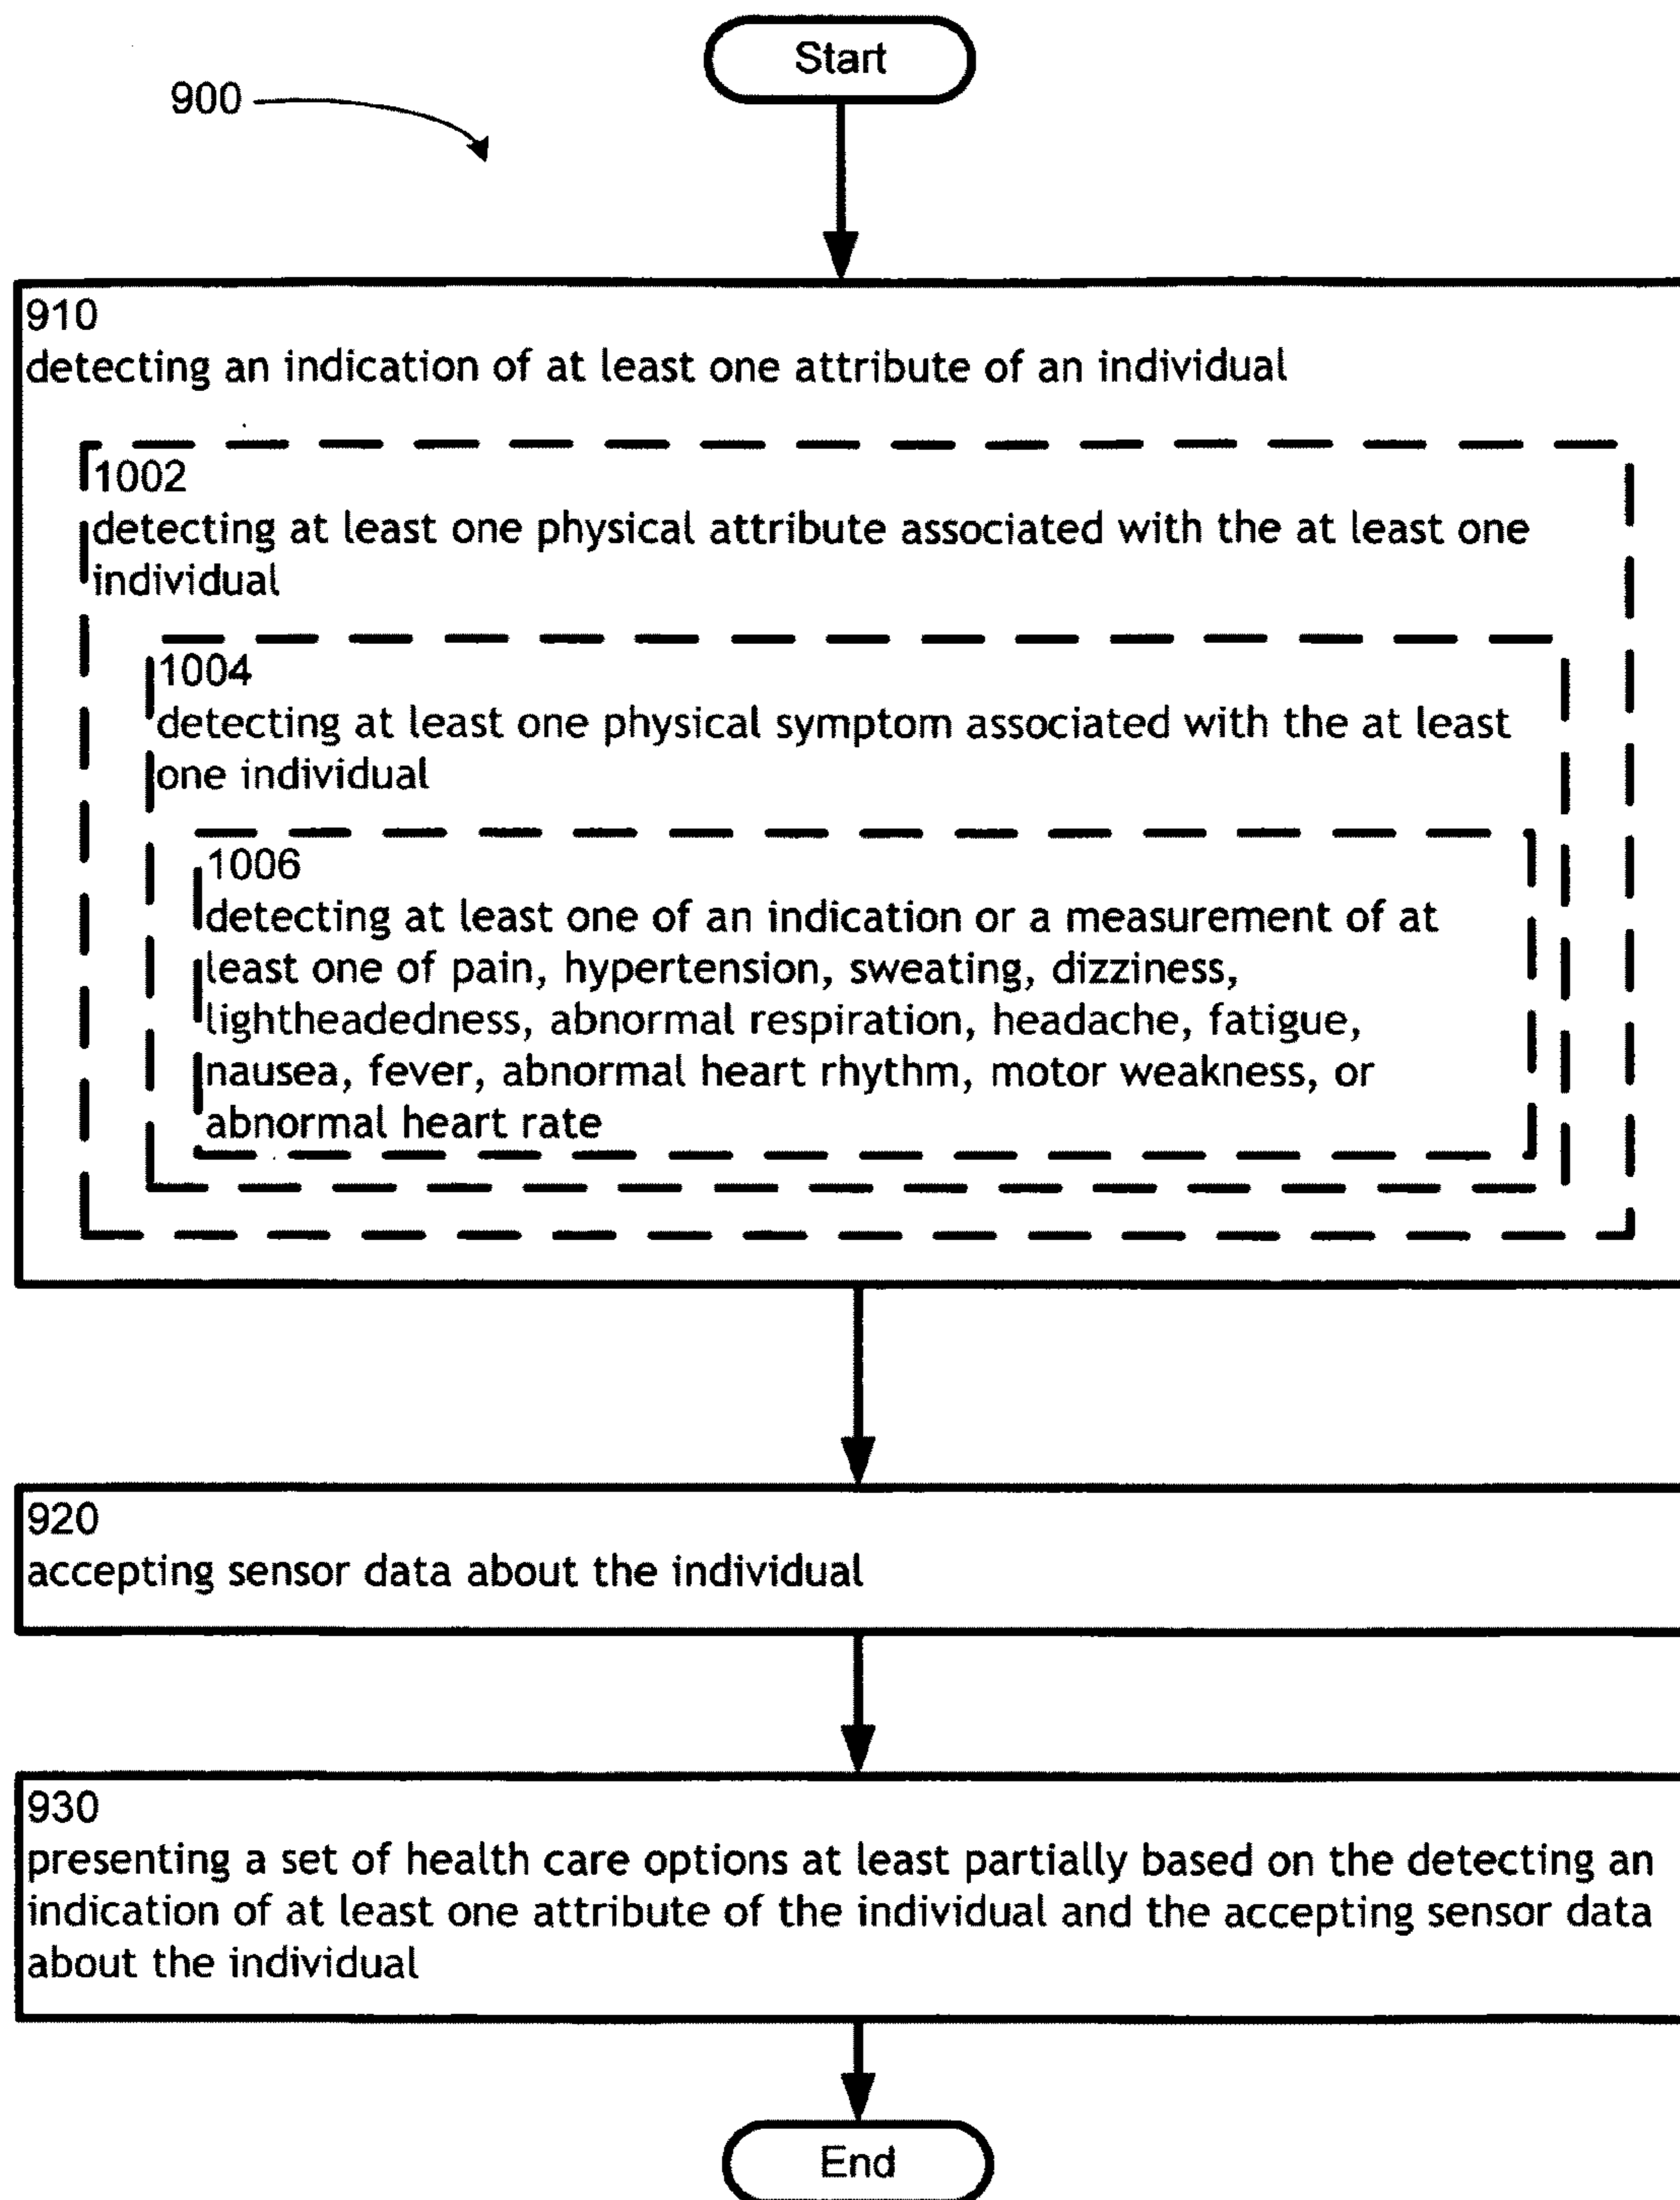 Start
900
910
detecting an indication of at least one attribute of an individual
1002
detecting at least one physical attribute associated with the at least one
individual
1004
detecting at least one physical symptom associated with the at least
one individual
1006
detecting at least one of an indication or a measurement of at
least one of pain, hypertension, sweating, dizziness,
lightheadedness, abnormal respiration, headache, fatigue,
nausea, fever, abnormal heart rhythm, motor weakness, or
abnormal heart rate
920
accepting sensor data about the individual
930
presenting a set of health care options at least partially based on the detecting an
indication of at least one attribute of the individual and the accepting sensor data
about the individual
End